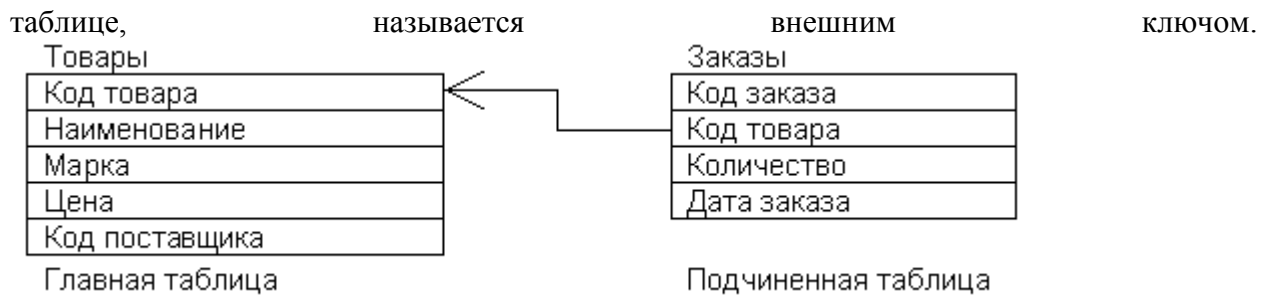 таблице, называется внешним ключом.
Товары
Код товара
Наименование
Марка
Цена
Код поставщика
Главная таблица
Заказы
Код заказа
Код товара
Количество
Дата заказа
Подчиненная таблица